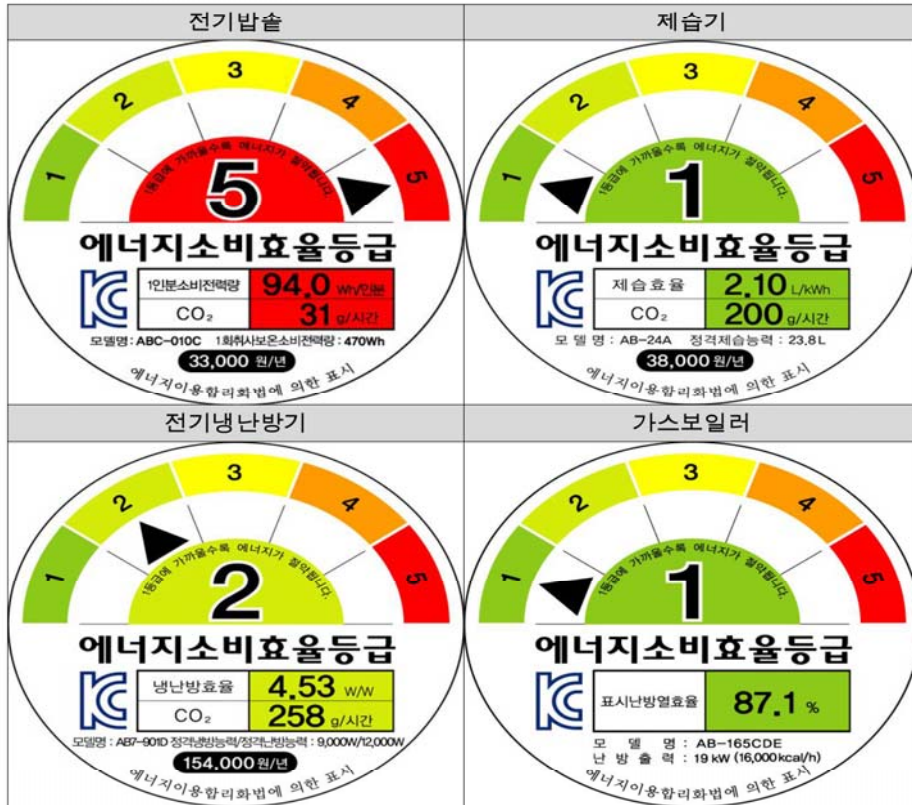 전기밥솥
1
2
3
4
5
1등급에 가까울수록 에너지가 절약됩니다.
5
에너지소비효율등급
1인분소비전력량 94.0 Wh/인분
CO₂ 31 g/시간
모델명 : ABC-010C 1회취사보온소비전력량 : 470Wh
33,000 원/년
에너지이용합리화법에 의한 표시
제습기
1
2
3
4
5
1등급에 가까울수록 에너지가 절약됩니다.
1
에너지소비효율등급
제습효율 2.10 L/kWh
CO₂ 200 g/시간
모 델 명 : AB-24A 정격제습능력 : 23.8L
38,000 원/년
에너지이용합리화법에 의한 표시
전기냉난방기
1
2
3
4
5
1등급에 가까울수록 에너지가 절약됩니다.
2
에너지소비효율등급
냉난방효율 4.53 W/W
CO₂ 258 g/시간
모델명 : AB7-901D 정격냉방능력/정격난방능력 : 9,000W/12,000W
154,000 원/년
에너지이용합리화법에 의한 표시
가스보일러
1
2
3
4
5
1등급에 가까울수록 에너지가 절약됩니다.
1
에너지소비효율등급
표시난방열효율 87.1 %
모 델 명 : AB-165CDE
난 방 출 력 : 19 kW (16,000kcal/h)
에너지이용합리화법에 의한 표시